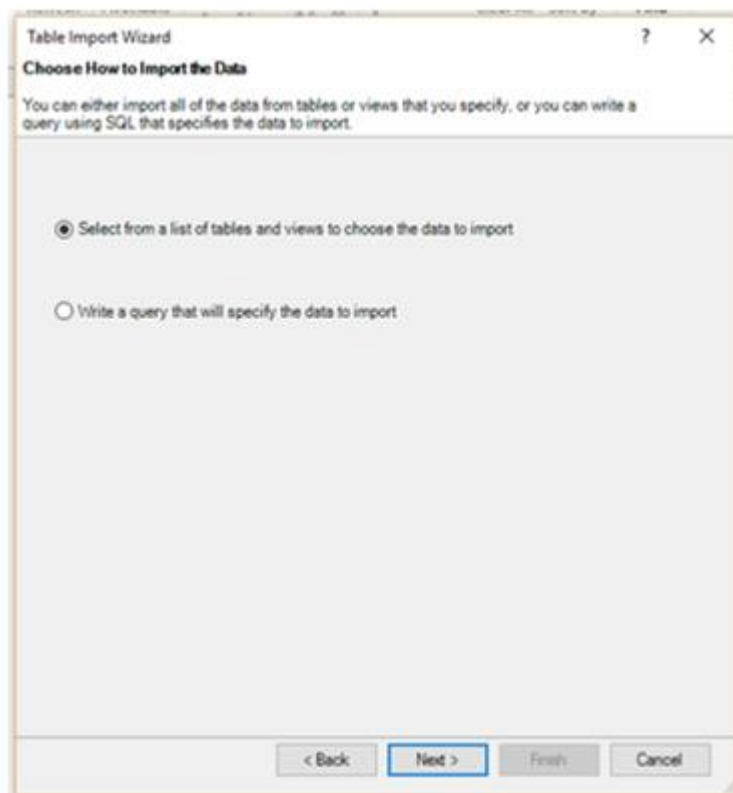 Table Import Wizard ?
Choose How to Import the Data
You can either import all of the data from tables or views that you specify, or you can write a
query using SQL that specifies the data to import.
Select from a list of tables and views to choose the data to import
Write a query that will specify the data to import
< Back Next > Finish Cancel